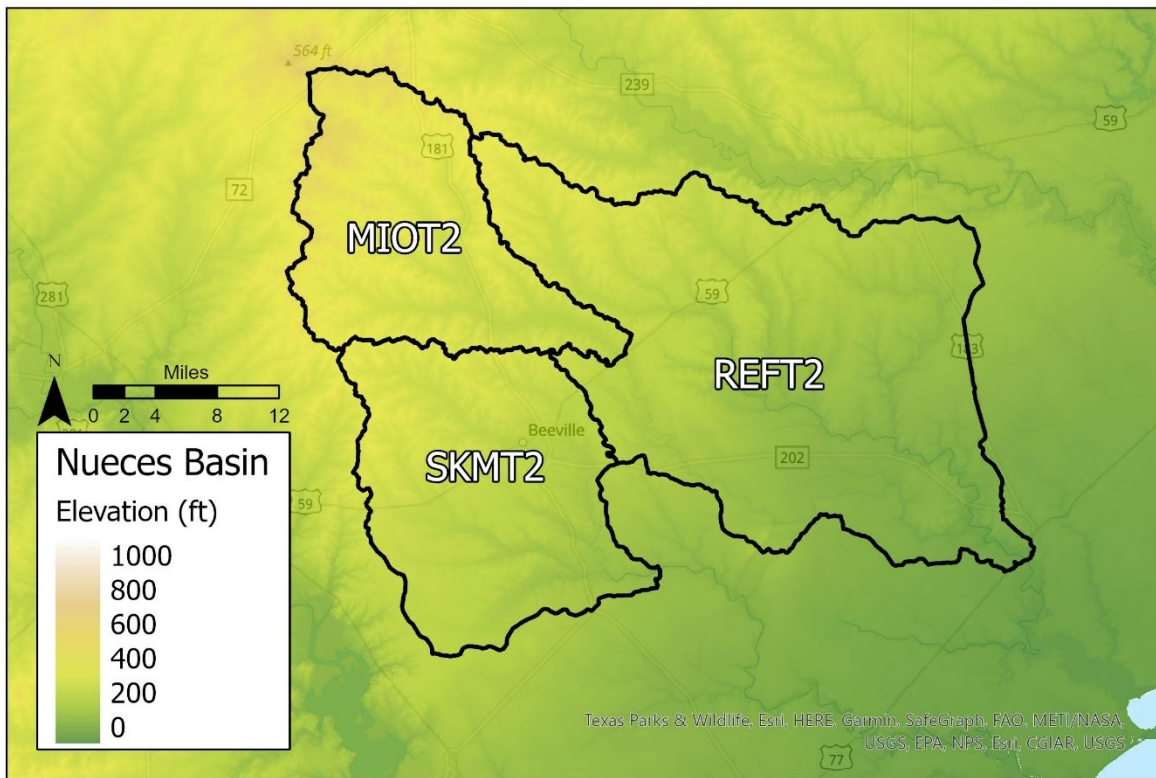 564 ft
239
59
181
72
MIOT2
281
59
N
Miles
0 2 4 8 12
REFT2
183
Beeville
SKMT2
202
59
Nueces Basin
Elevation (ft)
1000
800
600
400
200
0
Texas Parks & Wildlife, Esri, HERE, Garmin, SafeGraph, FAO, METI/NASA,
USGS, EPA, NPS, Esri, CGIAR, USGS
77